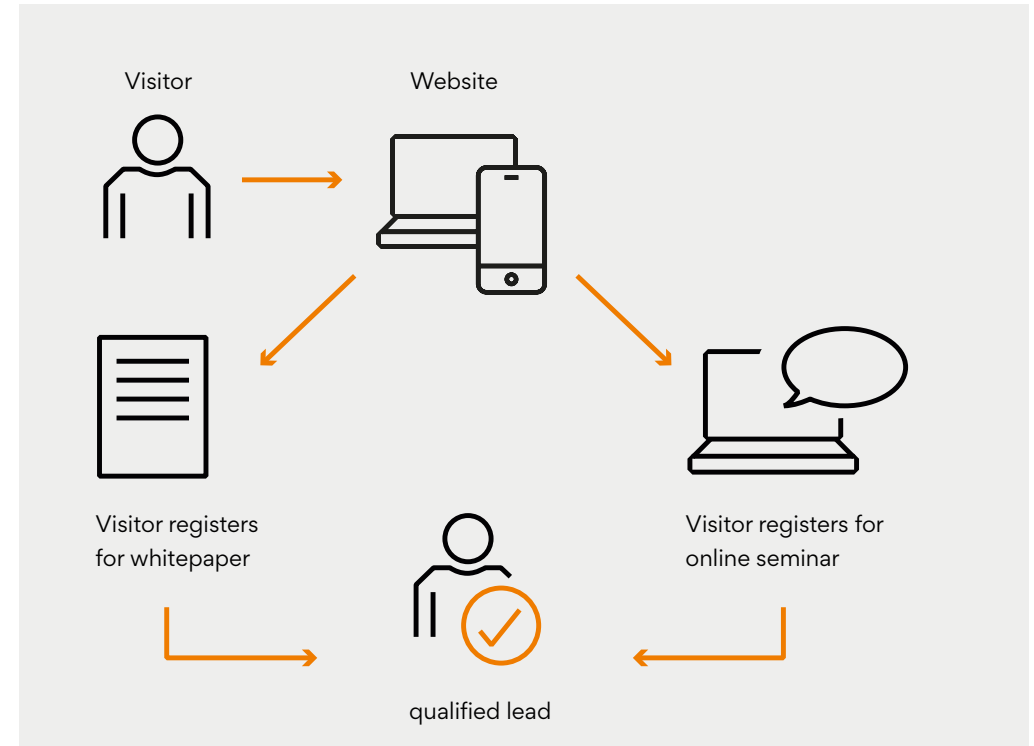 Visitor
Website
Visitor registers
for whitepaper
Visitor registers for
online seminar
qualified lead